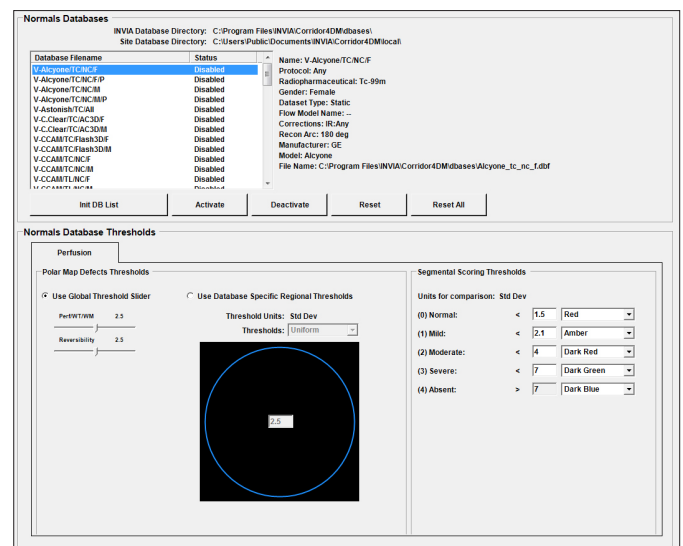 Normals Databases
INVIA Database Directory: C:\Program Files\INVIA\Corridor4DM\dbases\
Site Database Directory: C:\Users\Public\Documents\INVIA\Corridor4DM\local\
Database Filename Status
V-Alcyone/TC/NC/F Disabled
V-Alcyone/TC/NC/F/P Disabled
V-Alcyone/TC/NC/M Disabled
V-Alcyone/TC/NC/M/P Disabled
V-Astonish/TC/All Disabled
V-C.Clear/TC/AC3D/F Disabled
V-C.Clear/TC/AC3D/M Disabled
V-CCAM/TC/Flash3D/F Disabled
V-CCAM/TC/Flash3D/M Disabled
V-CCAM/TC/NC/F Disabled
V-CCAM/TC/NC/M Disabled
V-CCAM/TL/NC/F Disabled
V-CCAM/TL/NC/M Disabled
Name: V-Alcyone/TC/NC/F
Protocol: Any
Radiopharmaceutical: Tc-99m
Gender: Female
Dataset Type: Static
Flow Model Name: --
Corrections: IR:Any
Recon Arc: 180 deg
Manufacturer: GE
Model: Alcyone
File Name: C:\Program Files\INVIA\Corridor4DM\dbases\Alcyone_tc_nc_f.dbf
Init DB List Activate Deactivate Reset Reset All
Normals Database Thresholds
Perfusion
Polar Map Defects Thresholds
Use Global Threshold Slider Use Database Specific Regional Thresholds
Perf/WT/WM 2.5
Reversibility 2.5
Threshold Units: Std Dev
Thresholds: Uniform
2.5
Segmental Scoring Thresholds
Units for comparison: Std Dev
(0) Normal: < 1.5 Red
(1) Mild: < 2.1 Amber
(2) Moderate: < 4 Dark Red
(3) Severe: < 7 Dark Green
(4) Absent: > 7 Dark Blue